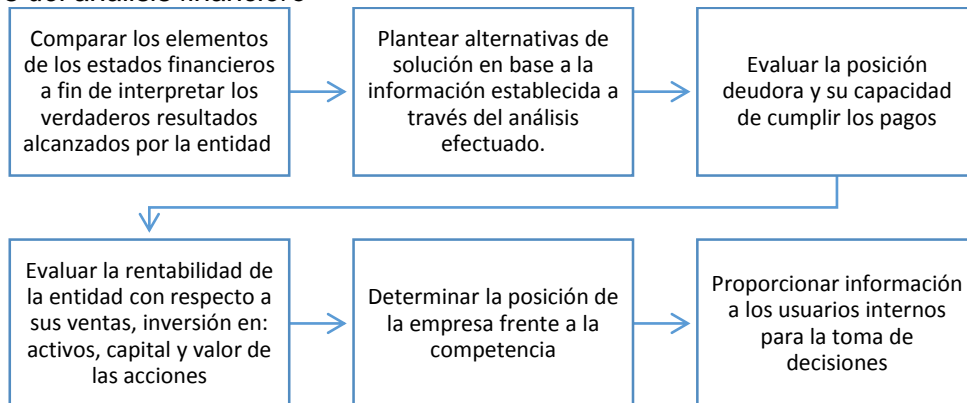 del análisis financiero
Comparar los elementos
de los estados financieros
a fin de interpretar los
verdaderos resultados
alcanzados por la entidad
Plantear alternativas de
solución en base a la
información establecida a
través del análisis
efectuado.
Evaluar la posición
deudora y su capacidad
de cumplir los pagos
Evaluar la rentabilidad de
la entidad con respecto a
sus ventas, inversión en:
activos, capital y valor de
las acciones
Determinar la posición de
la empresa frente a la
competencia
Proporcionar información
a los usuarios internos
para la toma de
decisiones